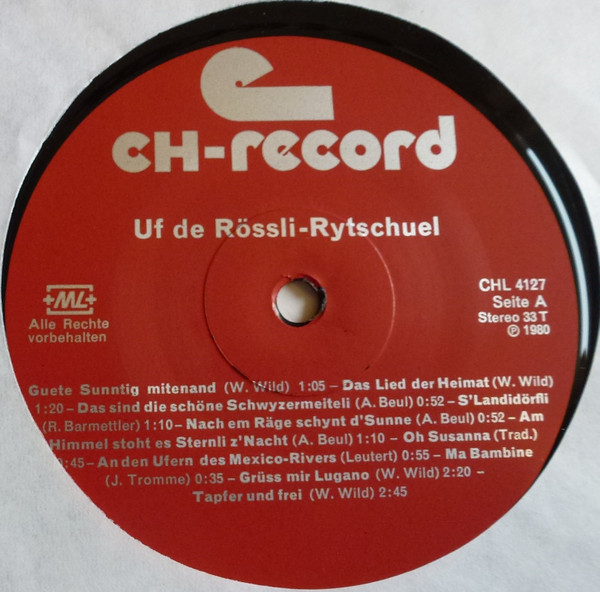 CH-record
Uf de Rössli-Rytschuel
+ML+
Alle Rechte
vorbehalten
CHL 4127
Seite A
Stereo 33 T
℗ 1980
Guete Sunntig mitenand (W. Wild) 1:05 – Das Lied der Heimat (W. Wild)
1:20 – Das sind die schöne Schwyzermeiteli (A. Beul) 0:52 – S'Landidörfli
(R. Barmettler) 1:10 – Nach em Räge schynt d'Sunne (A. Beul) 0:52 – Am
Himmel stoht es Sternli z'Nacht (A. Beul) 1:10 – Oh Susanna (Trad.)
0:45 – An den Ufern des Mexico-Rivers (Leutert) 0:55 – Ma Bambine
(J. Tromme) 0:35 – Grüss mir Lugano (W. Wild) 2:20 –
Tapfer und frei (W. Wild) 2:45